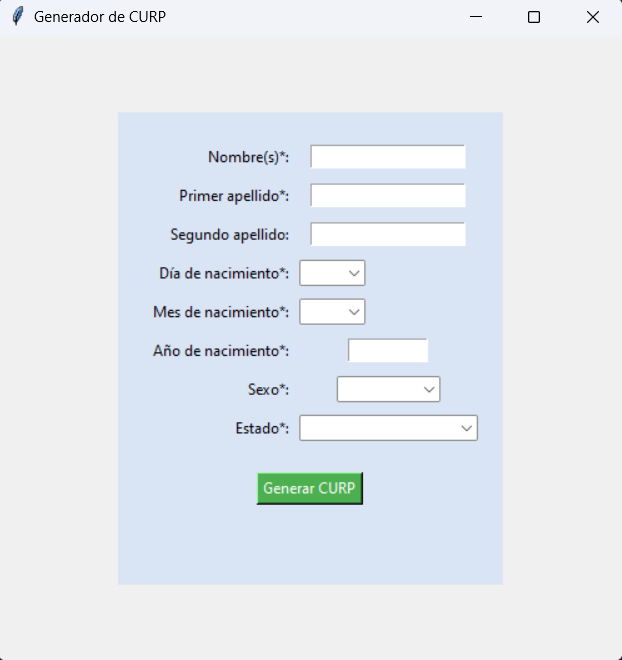 Generador de CURP
Nombre(s)*:
Primer apellido*:
Segundo apellido:
Día de nacimiento*:
Mes de nacimiento*:
Año de nacimiento*:
Sexo*:
Estado*:
Generar CURP